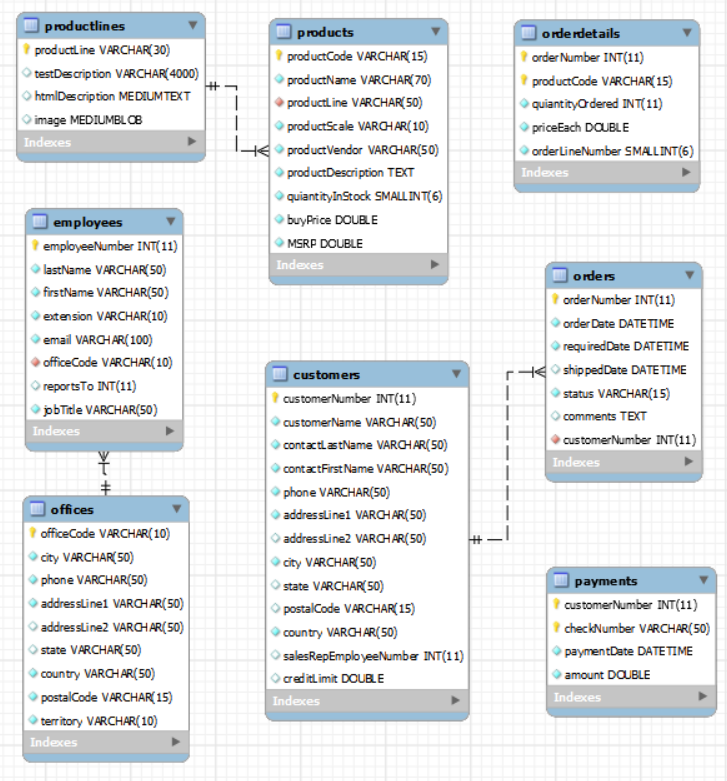 productlines
productLine VARCHAR(30)
testDescription VARCHAR(4000)
htmlDescription MEDIUMTEXT
image MEDIUMBLOB
Indexes
products
productCode VARCHAR(15)
productName VARCHAR(70)
productLine VARCHAR(50)
productScale VARCHAR(10)
productVendor VARCHAR(50)
productDescription TEXT
quiantityInStock SMALLINT(6)
buyPrice DOUBLE
MSRP DOUBLE
Indexes
orderdetails
orderNumber INT(11)
productCode VARCHAR(15)
quiantityOrdered INT(11)
priceEach DOUBLE
orderLineNumber SMALLINT(6)
Indexes
employees
employeeNumber INT(11)
lastName VARCHAR(50)
firstName VARCHAR(50)
extension VARCHAR(10)
email VARCHAR(100)
officeCode VARCHAR(10)
reportsTo INT(11)
jobTitle VARCHAR(50)
Indexes
customers
customerNumber INT(11)
customerName VARCHAR(50)
contactLastName VARCHAR(50)
contactFirstName VARCHAR(50)
phone VARCHAR(50)
addressLine1 VARCHAR(50)
addressLine2 VARCHAR(50)
city VARCHAR(50)
state VARCHAR(50)
postalCode VARCHAR(15)
country VARCHAR(50)
salesRepEmployeeNumber INT(11)
creditLimit DOUBLE
Indexes
orders
orderNumber INT(11)
orderDate DATETIME
requiredDate DATETIME
shippedDate DATETIME
status VARCHAR(15)
comments TEXT
customerNumber INT(11)
Indexes
offices
officeCode VARCHAR(10)
city VARCHAR(50)
phone VARCHAR(50)
addressLine1 VARCHAR(50)
addressLine2 VARCHAR(50)
state VARCHAR(50)
country VARCHAR(50)
postalCode VARCHAR(15)
territory VARCHAR(10)
Indexes
payments
customerNumber INT(11)
checkNumber VARCHAR(50)
paymentDate DATETIME
amount DOUBLE
Indexes